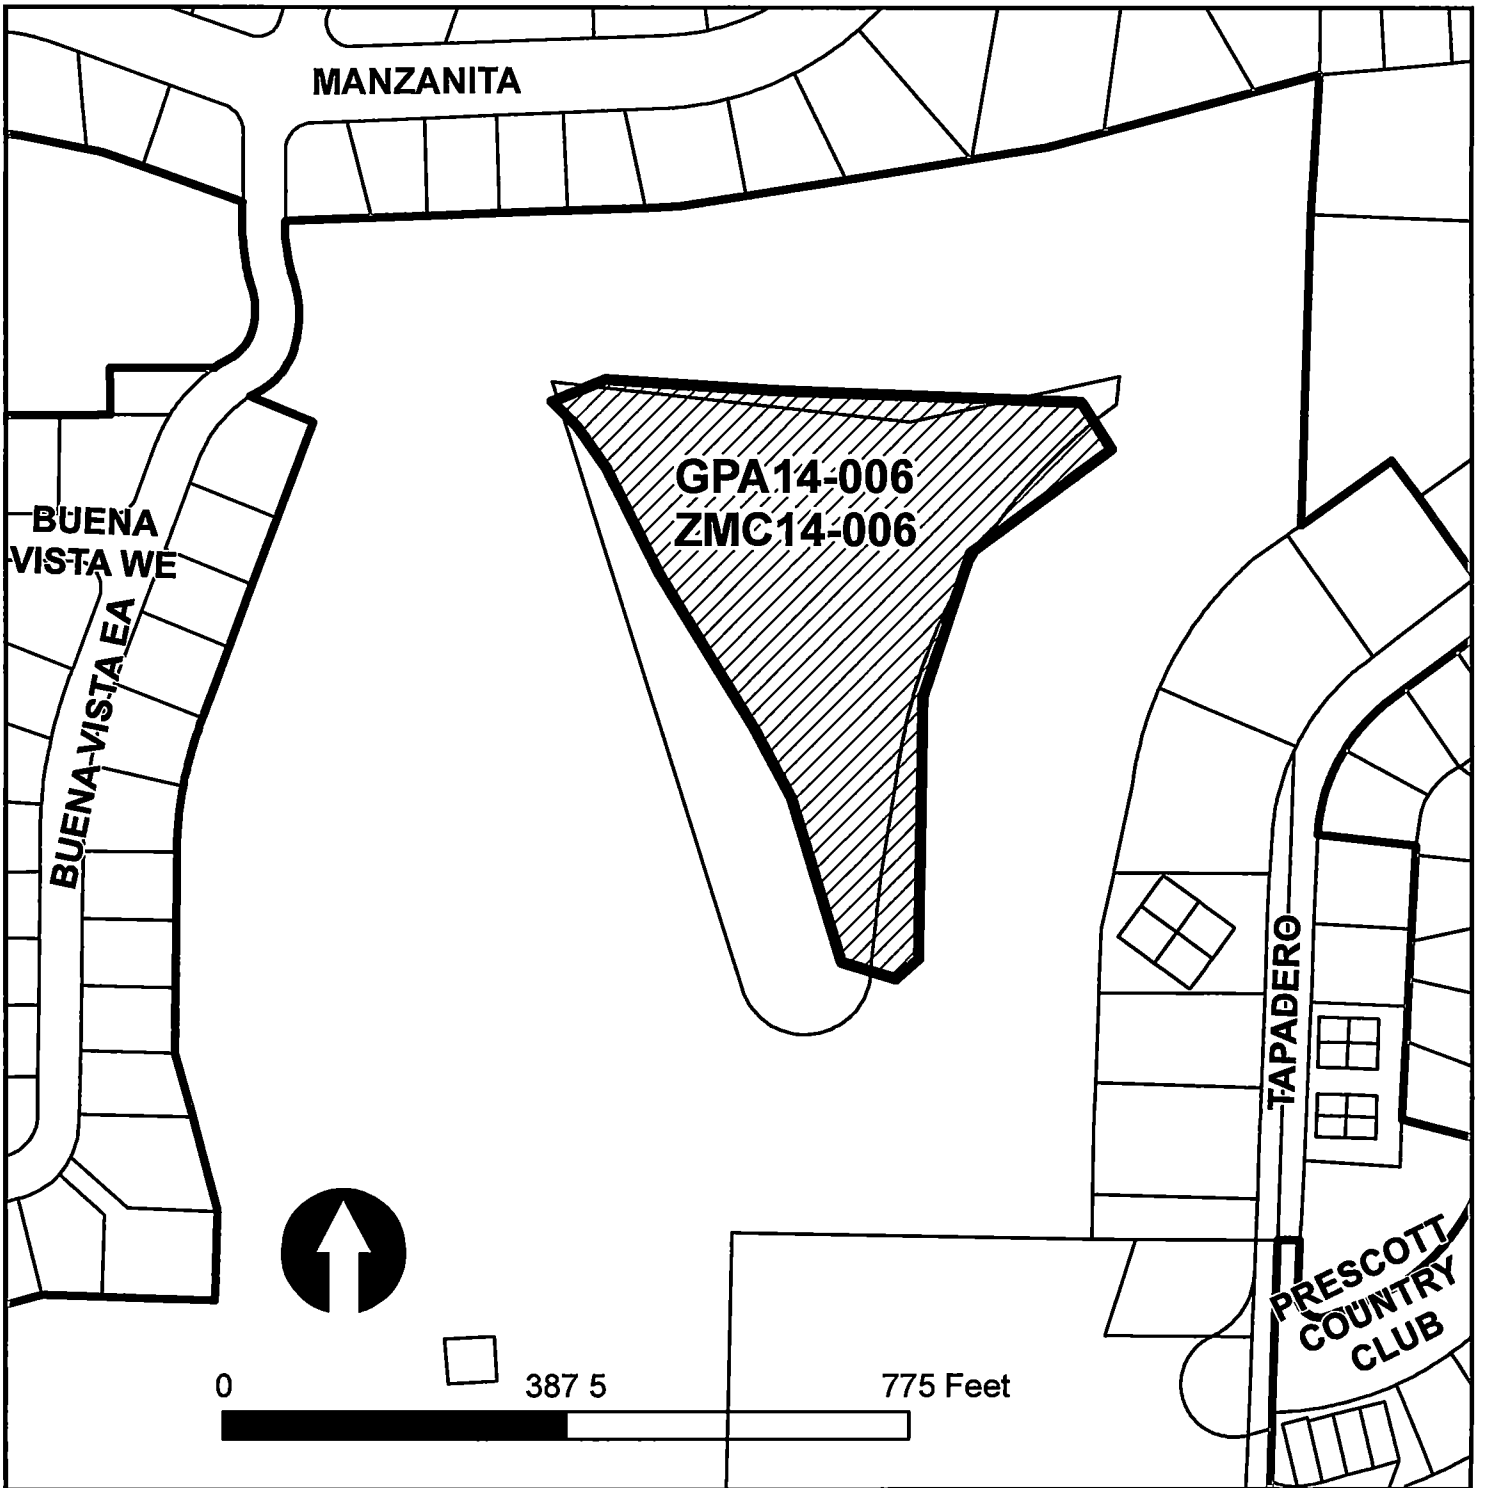 MANZANITA
GPA14-006
ZMC14-006
BUENA
VISTA WE
BUENA VISTA EA
TAPADERO
PRESCOTT
COUNTRY
CLUB
0 387 5 775 Feet